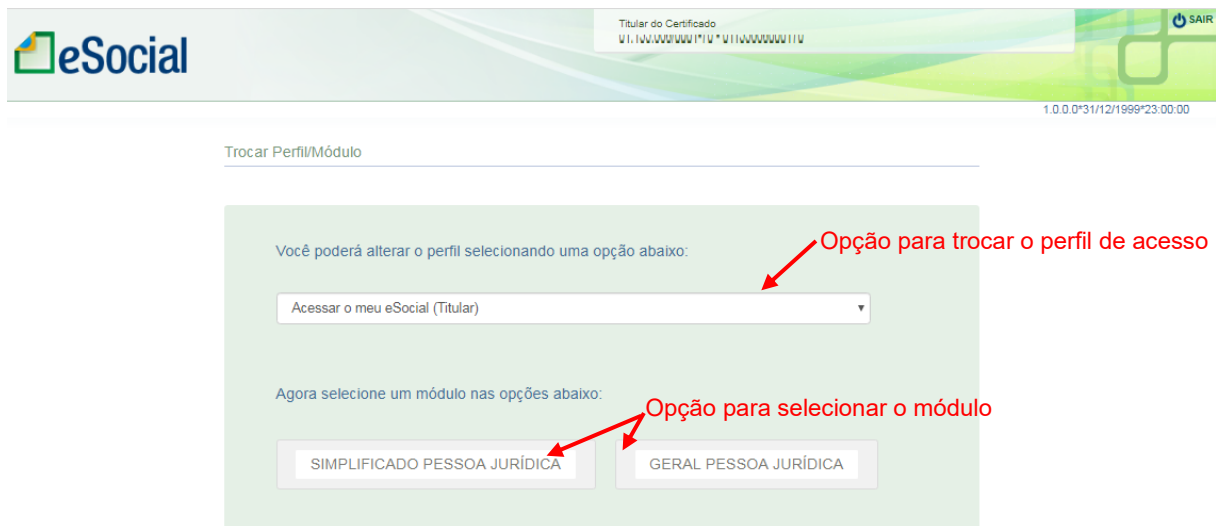 eSocial
Titular do Certificado
SAIR
1.0.0.0*31/12/1999*23:00:00
Trocar Perfil/Módulo
Você poderá alterar o perfil selecionando uma opção abaixo:
Opção para trocar o perfil de acesso
Acessar o meu eSocial (Titular)
Agora selecione um módulo nas opções abaixo:
Opção para selecionar o módulo
SIMPLIFICADO PESSOA JURÍDICA
GERAL PESSOA JURÍDICA